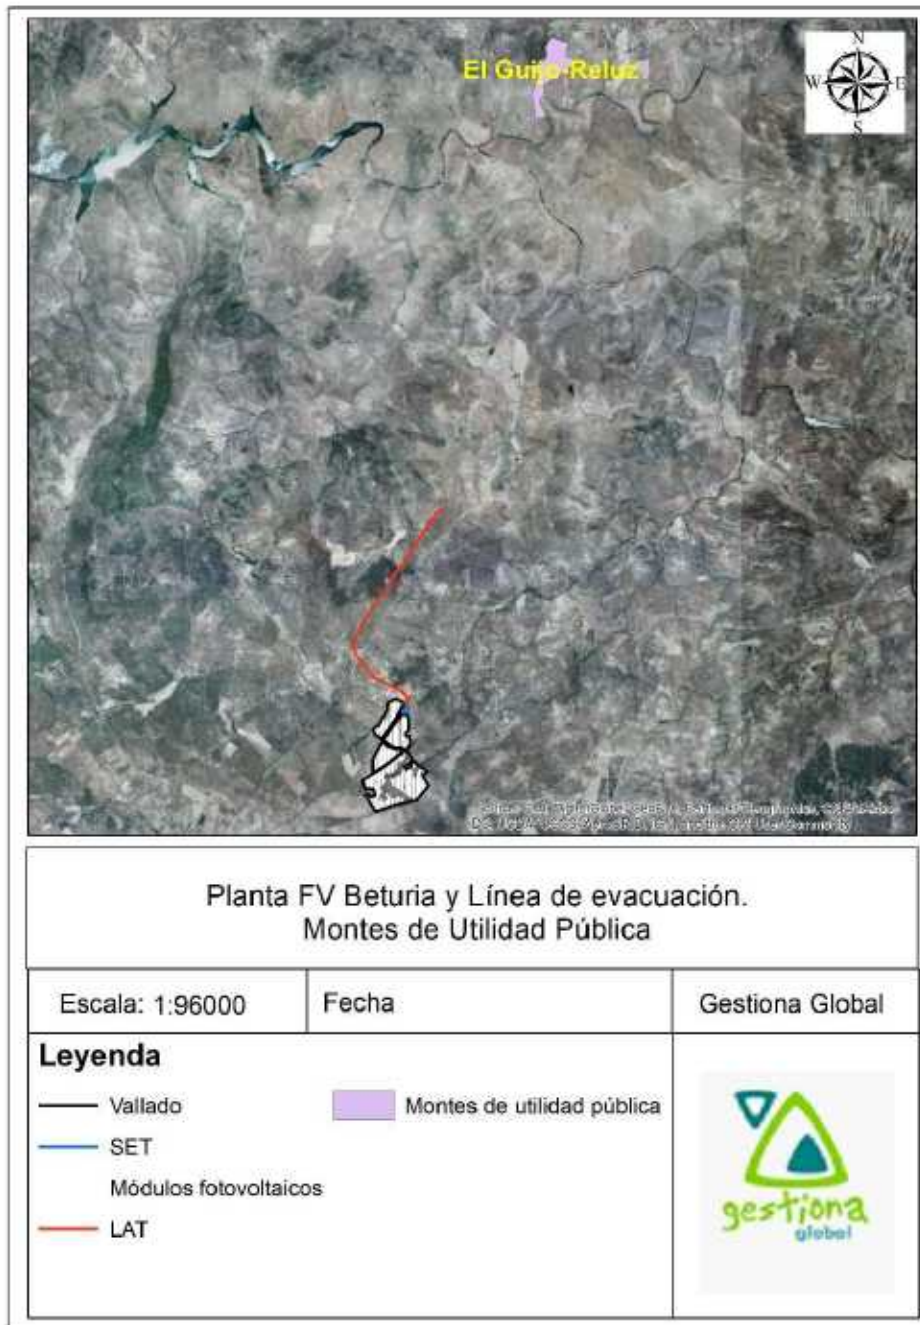 El Guijo-Reluz
N
W
E
S
Planta FV Beturia y Línea de evacuación.
Montes de Utilidad Pública
Escala: 1:96000
Fecha
Gestiona Global
Leyenda
Vallado
Montes de utilidad pública
SET
Módulos fotovoltaicos
LAT
gestiona
global